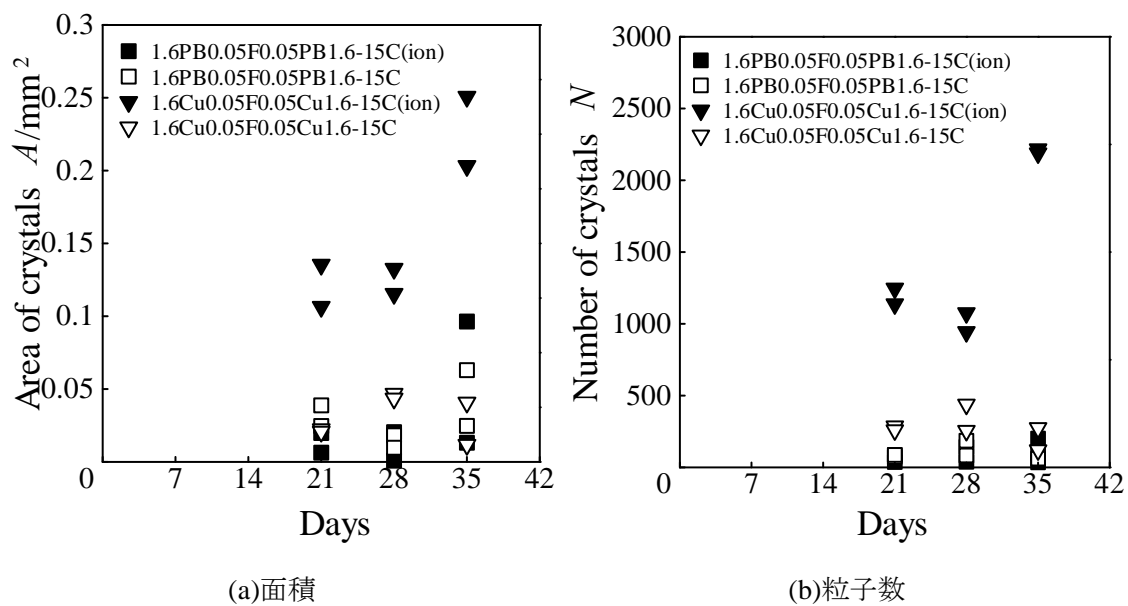 0.3
0.25
0.2
0.15
0.1
0.05
0
Area of crystals A/mm²
1.6PB0.05F0.05PB1.6-15C(ion)
1.6PB0.05F0.05PB1.6-15C
1.6Cu0.05F0.05Cu1.6-15C(ion)
1.6Cu0.05F0.05Cu1.6-15C
7 14 21 28 35 42
Days
(a)面積
3000
2500
2000
1500
1000
500
0
Number of crystals N
1.6PB0.05F0.05PB1.6-15C(ion)
1.6PB0.05F0.05PB1.6-15C
1.6Cu0.05F0.05Cu1.6-15C(ion)
1.6Cu0.05F0.05Cu1.6-15C
7 14 21 28 35 42
Days
(b)粒子数